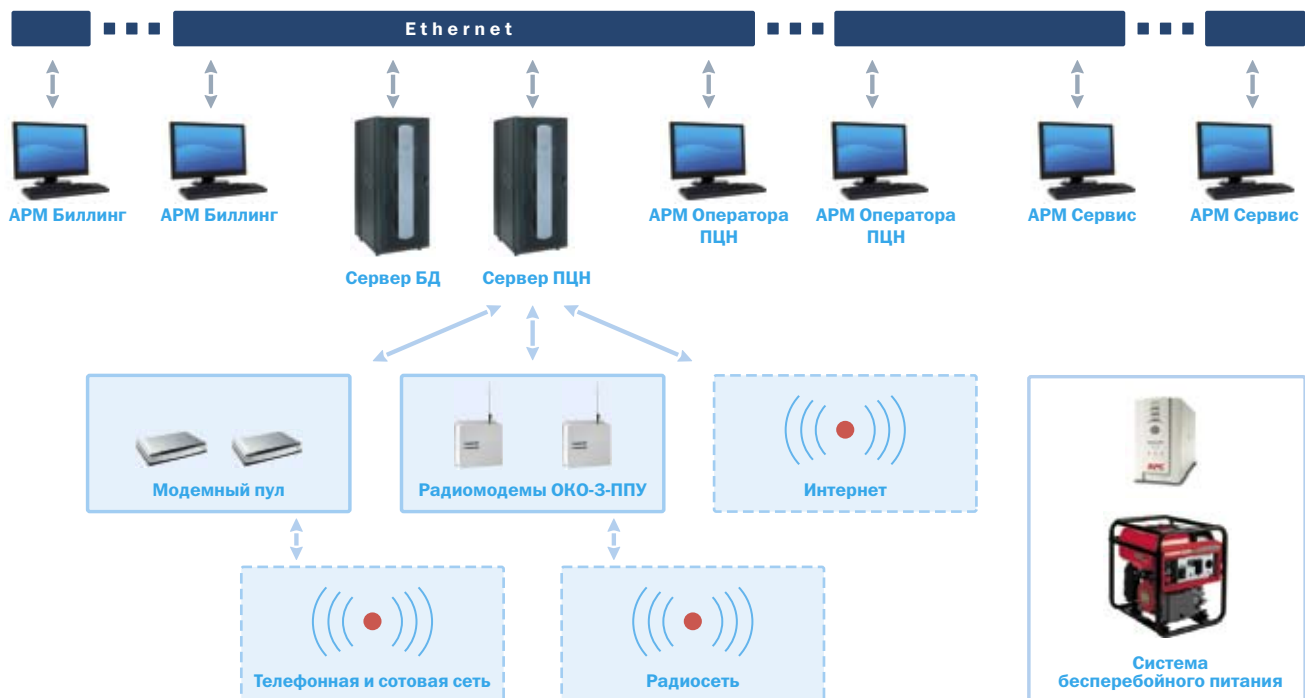 Ethernet
АРМ Биллинг
АРМ Биллинг
АРМ Оператора
ПЦН
АРМ Оператора
ПЦН
АРМ Сервис
АРМ Сервис
Сервер БД
Сервер ПЦН
Модемный пул
Радиомодемы ОКО-3-ППУ
Интернет
APC
Телефонная и сотовая сеть
Радиосеть
Система
бесперебойного питания